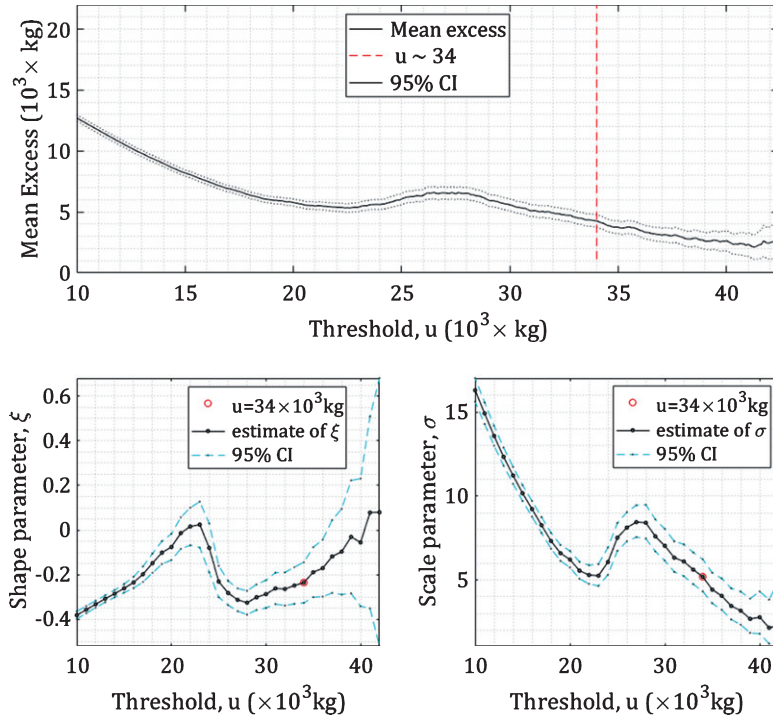 20
15
10
5
0
Mean Excess (10³× kg)
Mean excess
u ~ 34
95% CI
10 15 20 25 30 35 40
Threshold, u (10³× kg)
0.6
0.4
0.2
0
-0.2
-0.4
Shape parameter, ξ
u=34×10³kg
estimate of ξ
95% CI
10 20 30 40
Threshold, u (×10³kg)
15
10
5
Scale parameter, σ
u=34×10³kg
estimate of σ
95% CI
10 20 30 40
Threshold, u (×10³kg)